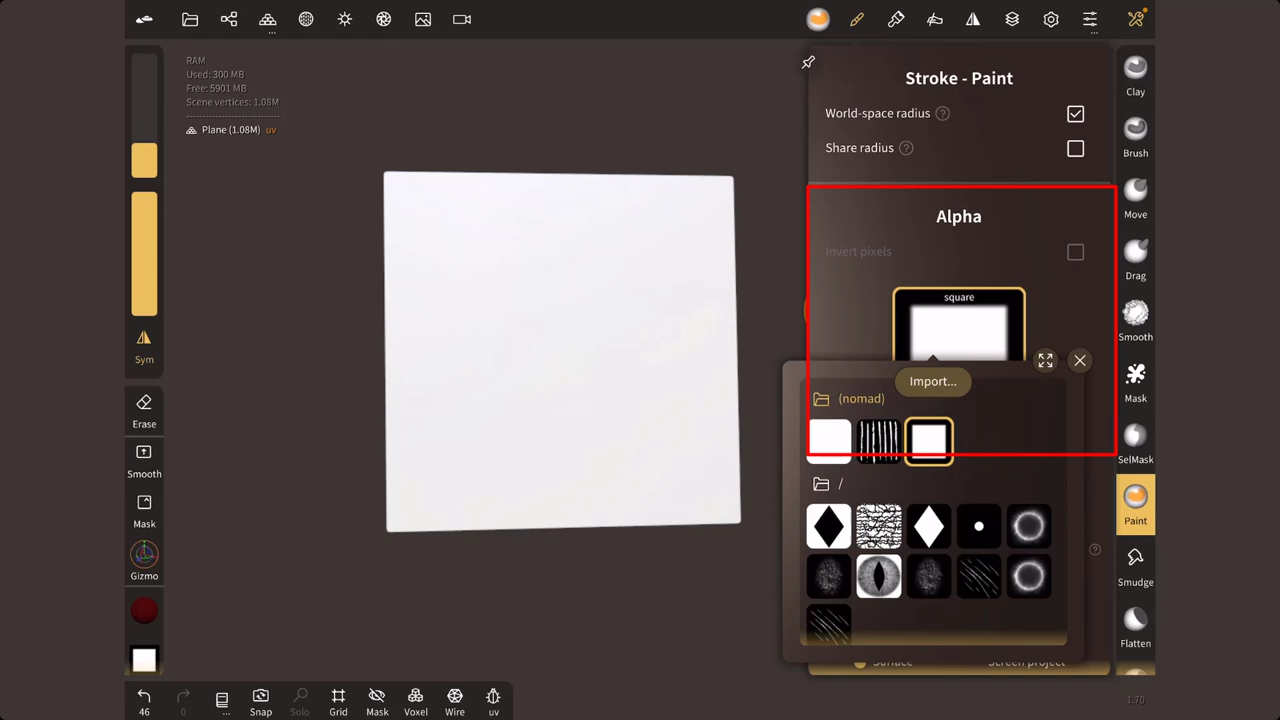 RAM
Used: 300 MB
Free: 5901 MB
Scene vertices: 1.08M
Plane (1.08M) uv
Sym
Erase
Smooth
Mask
Gizmo
Stroke - Paint
World-space radius ?
Share radius ?
Alpha
Invert pixels
square
Import...
(nomad)
/
?
Surface
Screen project
Clay
Brush
Move
Drag
Smooth
Mask
SelMask
Paint
Smudge
Flatten
46
0
...
Snap
Solo
Grid
Mask
Voxel
Wire
uv
1.70